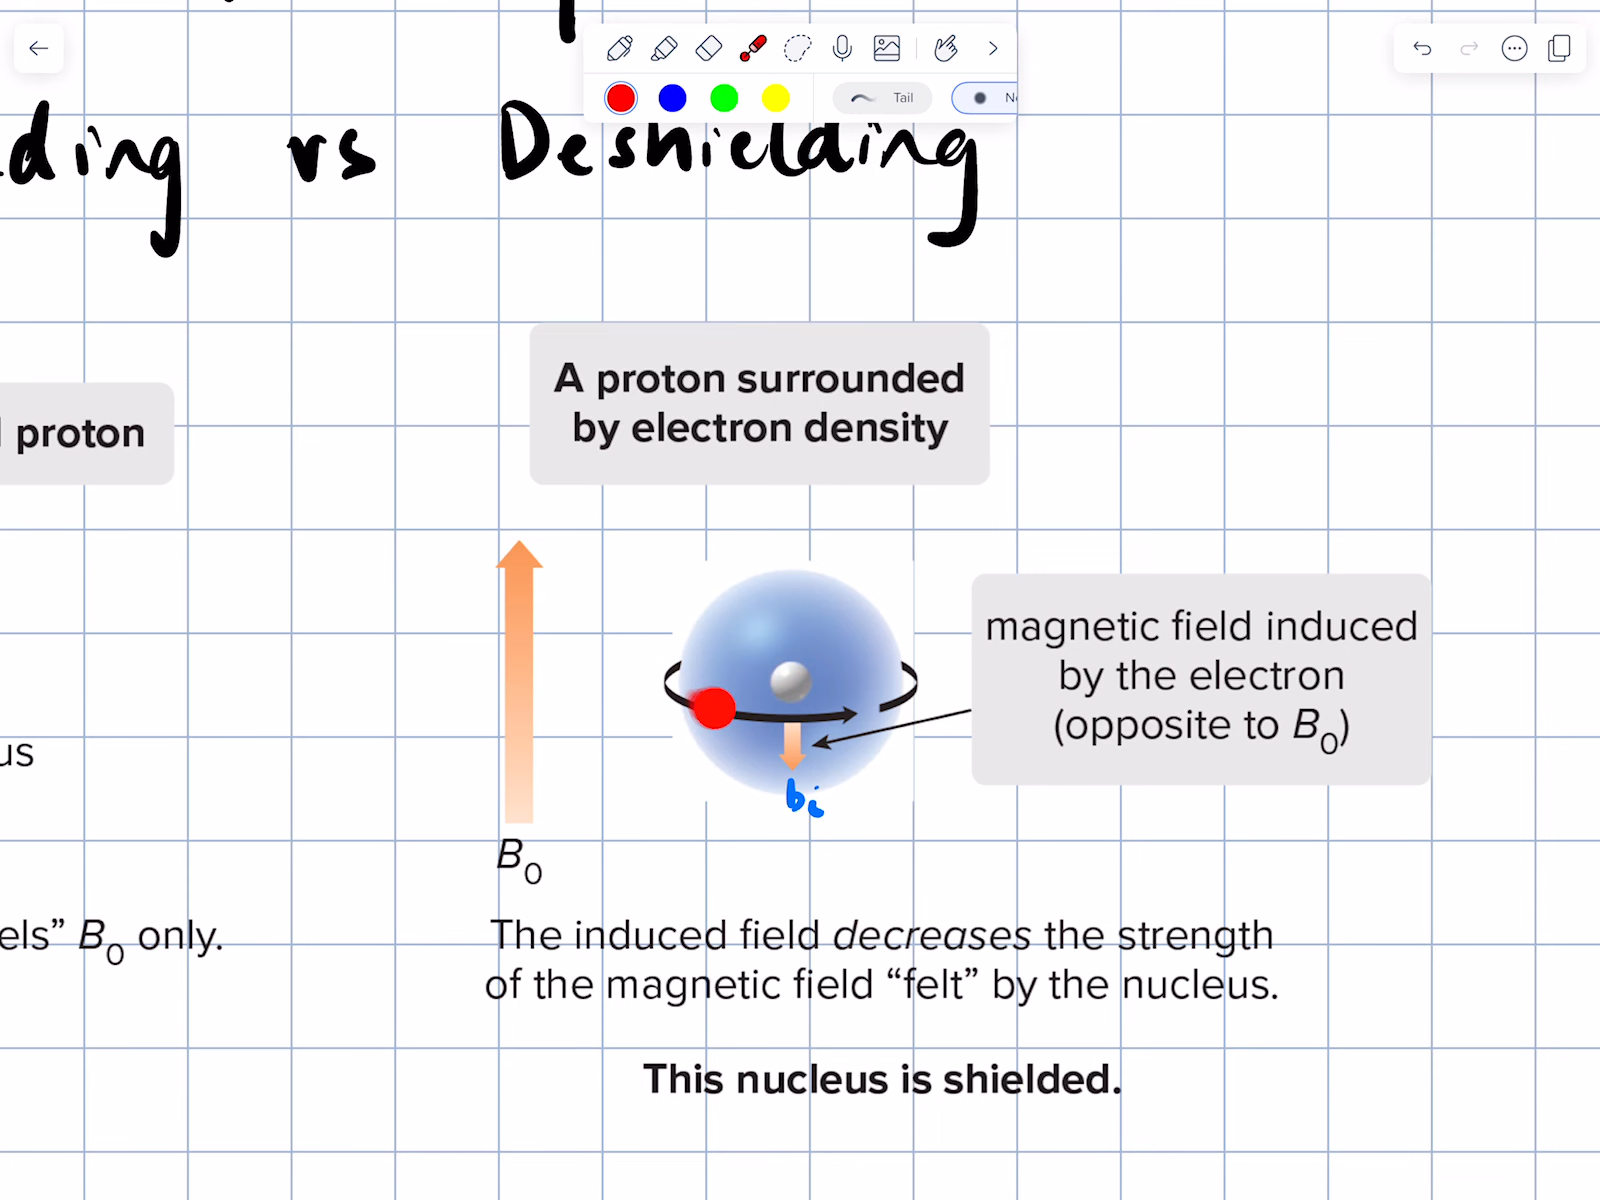 Tail
ding vs Deshielding
A proton surrounded
by electron density
proton
magnetic field induced
by the electron
(opposite to B0)
us
bi
B0
els” B0 only.
The induced field decreases the strength
of the magnetic field “felt” by the nucleus.
This nucleus is shielded.